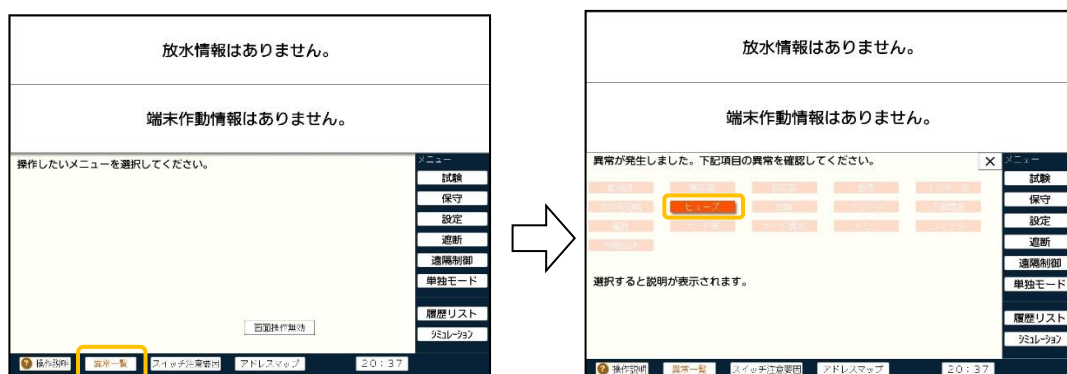 放水情報はありません。
端末作動情報はありません。
操作したいメニューを選択してください。
メニュー
試験
保守
設定
遮断
遠隔制御
単独モード
履歴リスト
ｼﾐｭﾚｰｼｮﾝ
画面操作無効
? 操作説明 異常一覧 スイッチ注意要因 アドレスマップ 20:37
放水情報はありません。
端末作動情報はありません。
異常が発生しました。下記項目の異常を確認してください。 ×
ヒューズ
選択すると説明が表示されます。
メニュー
試験
保守
設定
遮断
遠隔制御
単独モード
履歴リスト
ｼﾐｭﾚｰｼｮﾝ
? 操作説明 異常一覧 スイッチ注意要因 アドレスマップ 20:37